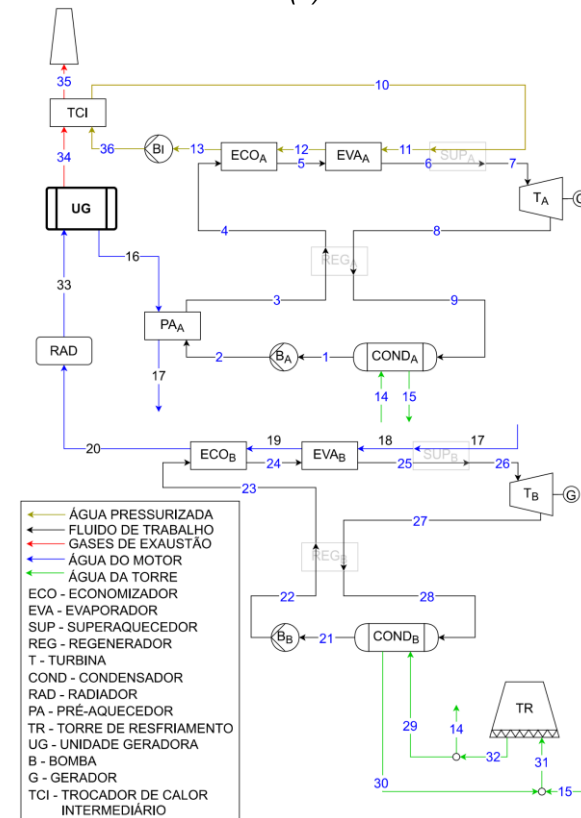 35
10
TCI
36
BI
13
12
11
ECOA
EVAA
SUPA
5
6
7
34
TA
UG
4
8
16
REGA
33
3
9
PAA
RAD
2
BA
1
CONDA
17
14
15
20
19
18
17
ECOB
EVAB
SUPB
24
25
26
23
TB
G
27
ÁGUA PRESSURIZADA
FLUIDO DE TRABALHO
GASES DE EXAUSTÃO
ÁGUA DO MOTOR
ÁGUA DA TORRE
ECO - ECONOMIZADOR
EVA - EVAPORADOR
SUP - SUPERAQUECEDOR
REG - REGENERADOR
T - TURBINA
COND - CONDENSADOR
RAD - RADIADOR
PA - PRÉ-AQUECEDOR
TR - TORRE DE RESFRIAMENTO
UG - UNIDADE GERADORA
B - BOMBA
G - GERADOR
TCI - TROCADOR DE CALOR
INTERMEDIÁRIO
REGB
22
28
BB
21
CONDB
TR
29
14
32
31
30
15